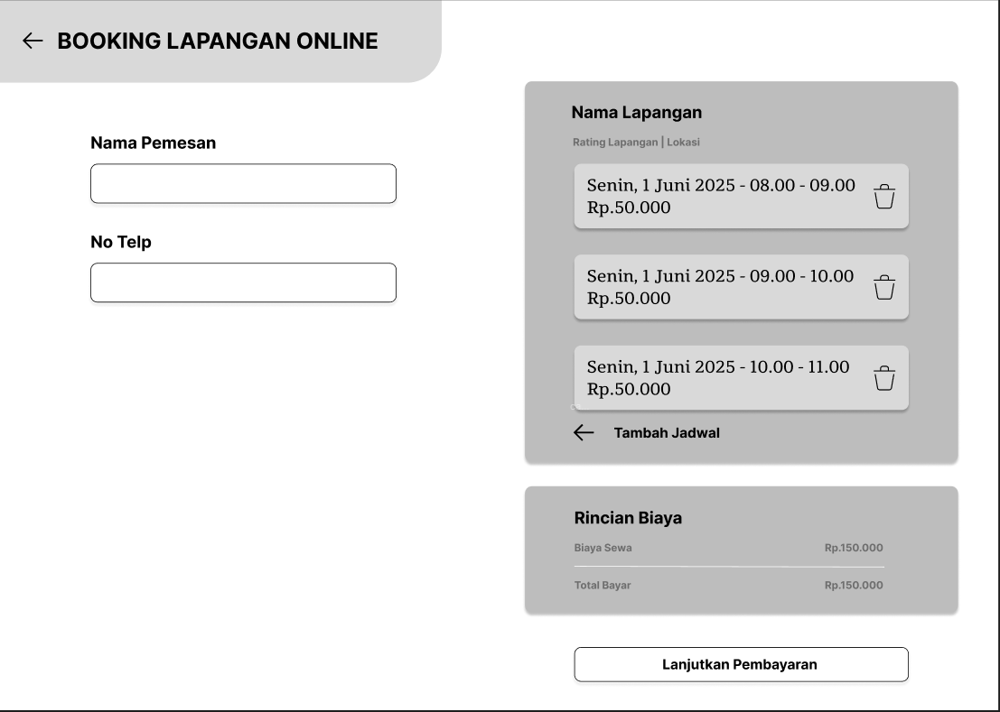 BOOKING LAPANGAN ONLINE
Nama Pemesan
No Telp
Nama Lapangan
Rating Lapangan | Lokasi
Senin, 1 Juni 2025 - 08.00 - 09.00
Rp.50.000
Senin, 1 Juni 2025 - 09.00 - 10.00
Rp.50.000
Senin, 1 Juni 2025 - 10.00 - 11.00
Rp.50.000
Tambah Jadwal
Rincian Biaya
Biaya Sewa Rp.150.000
Total Bayar Rp.150.000
Lanjutkan Pembayaran